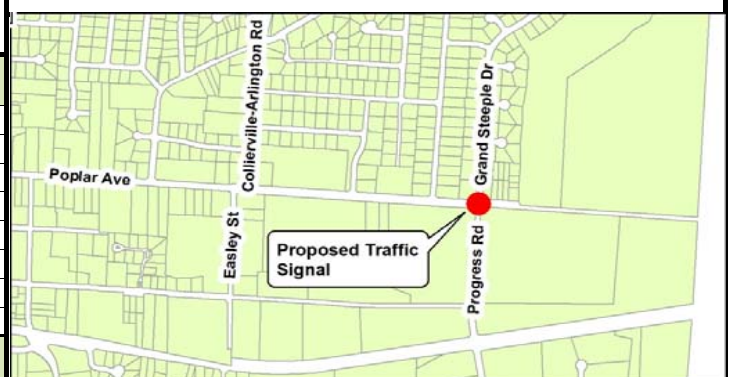 Collierville-Arlington Rd
Grand Steeple Dr
Poplar Ave
Easley St
Proposed Traffic
Signal
Progress Rd